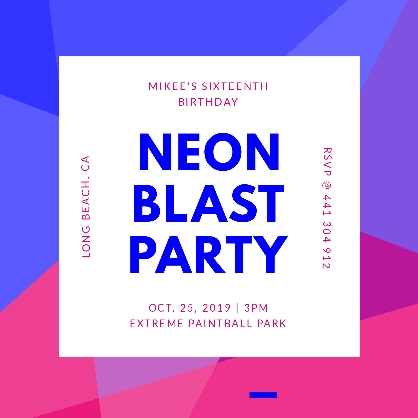 MIKEE'S SIXTEENTH
BIRTHDAY
NEON
BLAST
PARTY
LONG BEACH, CA
RSVP @ 441 304 912
OCT. 25, 2019 | 3PM
EXTREME PAINTBALL PARK